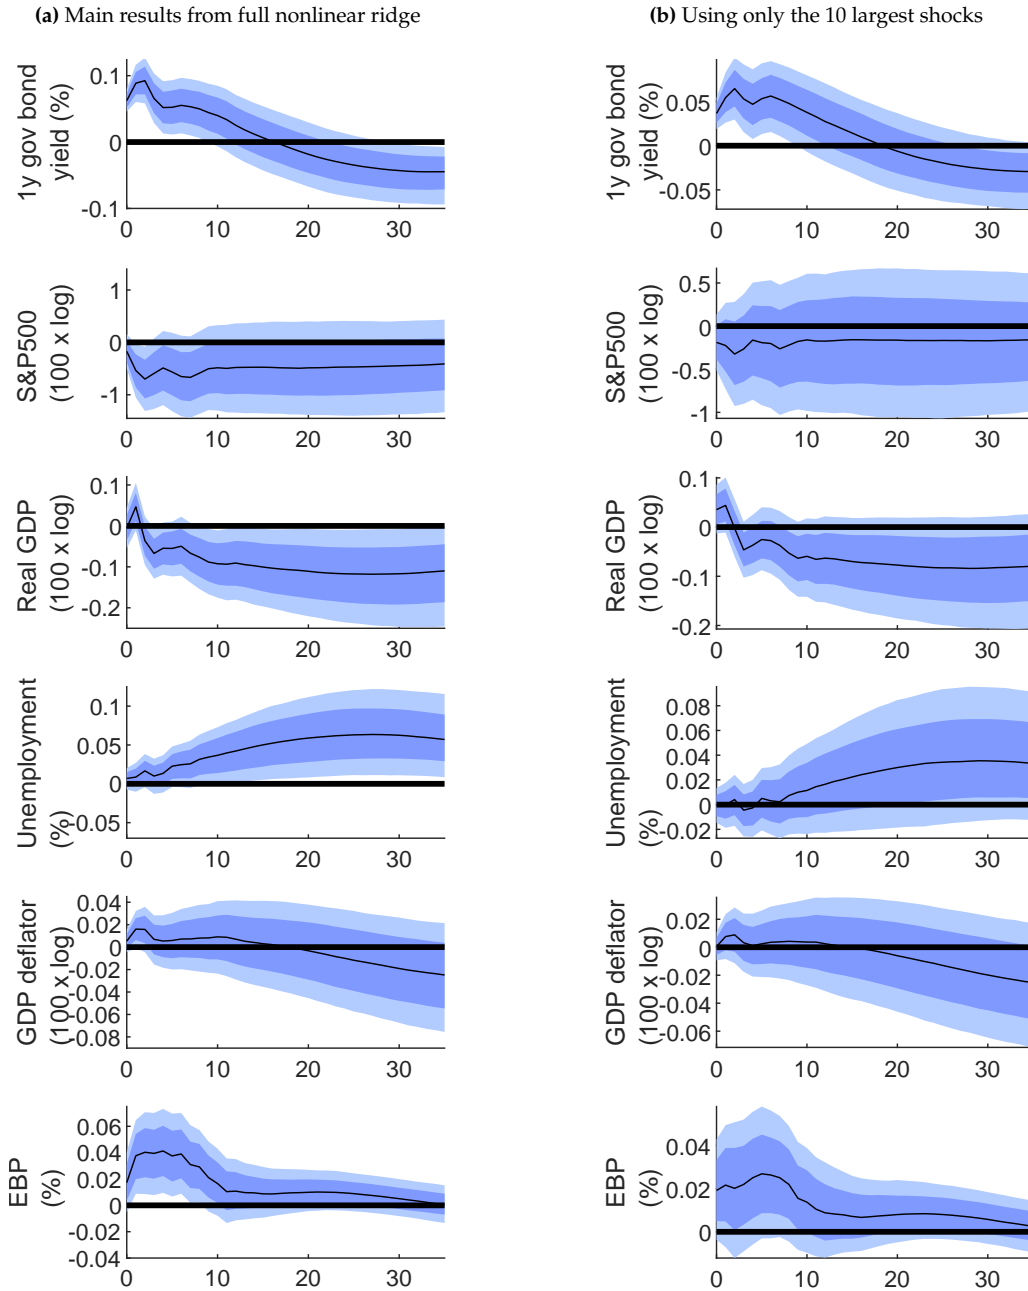 (a) Main results from full nonlinear ridge
(b) Using only the 10 largest shocks
1y gov bond
yield (%)
0.1
0
-0.1
0 10 20 30
1y gov bond
yield (%)
0.05
0
-0.05
0 10 20 30
S&P500
(100 x log)
1
0
-1
0 10 20 30
S&P500
(100 x log)
0.5
0
-0.5
-1
0 10 20 30
Real GDP
(100 x log)
0.1
0
-0.1
-0.2
0 10 20 30
Real GDP
(100 x log)
0.1
0
-0.1
-0.2
0 10 20 30
Unemployment
(%)
0.1
0.05
0
-0.05
0 10 20 30
Unemployment
(%)
0.08
0.06
0.04
0.02
0
-0.02
0 10 20 30
GDP deflator
(100 x log)
0.04
0.02
0
-0.02
-0.04
-0.06
-0.08
0 10 20 30
GDP deflator
(100 x log)
0.02
0
-0.02
-0.04
-0.06
0 10 20 30
EBP
(%)
0.06
0.04
0.02
0
-0.02
-0.04
0 10 20 30
EBP
(%)
0.04
0.02
0
0 10 20 30